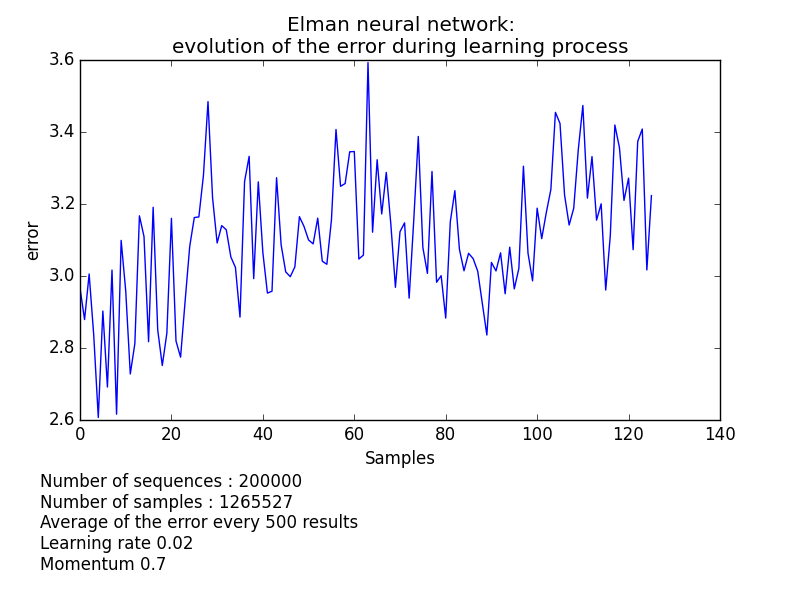 Elman neural network:
evolution of the error during learning process
3.6
3.4
3.2
3.0
2.8
2.6
error
0 20 40 60 80 100 120 140
Samples
Number of sequences : 200000
Number of samples : 1265527
Average of the error every 500 results
Learning rate 0.02
Momentum 0.7